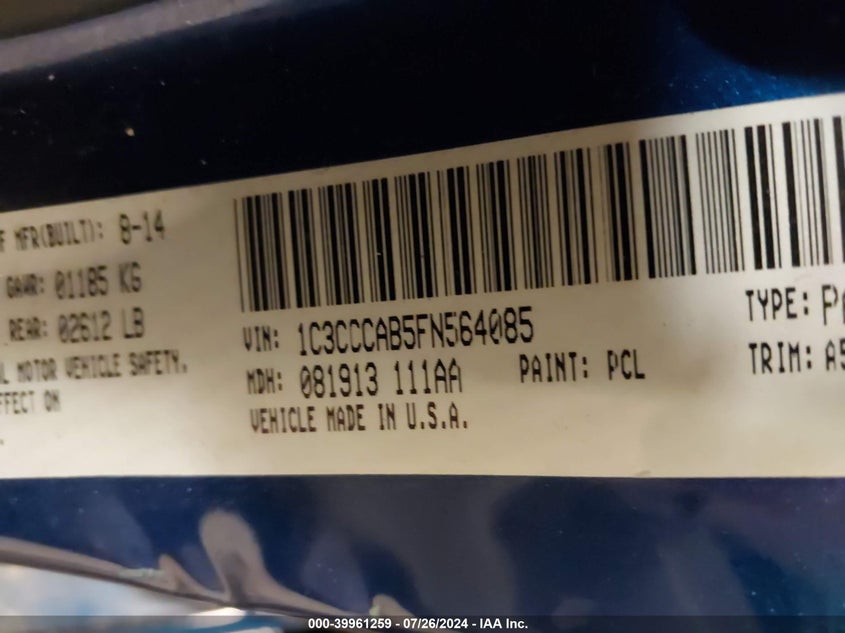 F MFR(BUILT): 8-14
GAWR: 01185 KG
REAR: 02612 LB
L MOTOR VEHICLE SAFETY.
FFECT ON
VIN: 1C3CCCAB5FN564085
TYPE: PA
MDH: 081913 111AA
PAINT: PCL
TRIM: A5
VEHICLE MADE IN U.S.A.
000-39961259 - 07/26/2024 - IAA Inc.